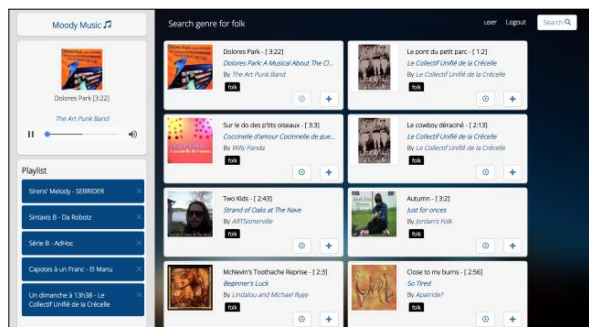 Moody Music
Search genre for folk
user
Logout
Search
Dolores Park [3:22]
The Art Punk Band
Playlist
Sirens' Melody - SEBRIDER
Sintaxis B - Da Robotz
Série B - AdHoc
Capotes à un Franc - El Manu
Un dimanche à 13h38 - Le
Collectif Unifié de la Crécelle
Dolores Park - [3:22]
Dolores Park: A Musical About The Cl...
By The Art Punk Band
folk
Le pont du petit parc - [ 1:2]
Le Collectif Unifié de la Crécelle
By Le Collectif Unifié de la Crécelle
folk
Sur le do des p'tits oiseaux - [ 3:3]
Coccinelle d'amour Cocinnelle de gue...
By Willy Panda
folk
Le cowboy déraciné - [ 2:13]
Le Collectif Unifié de la Crécelle
By Le Collectif Unifié de la Crécelle
folk
Two Kids - [ 2:43]
Strand of Oaks at The Nave
By ARTSomerville
folk
Autumn - [ 3:2]
Just for onces
By Jordan's Folk
folk
McNevin's Toothache Reprise - [ 2:3]
Beginner's Luck
By Lindalou and Michael Ryge
folk
Close to my burns - [ 2:56]
So Tired
By Apatride?
folk